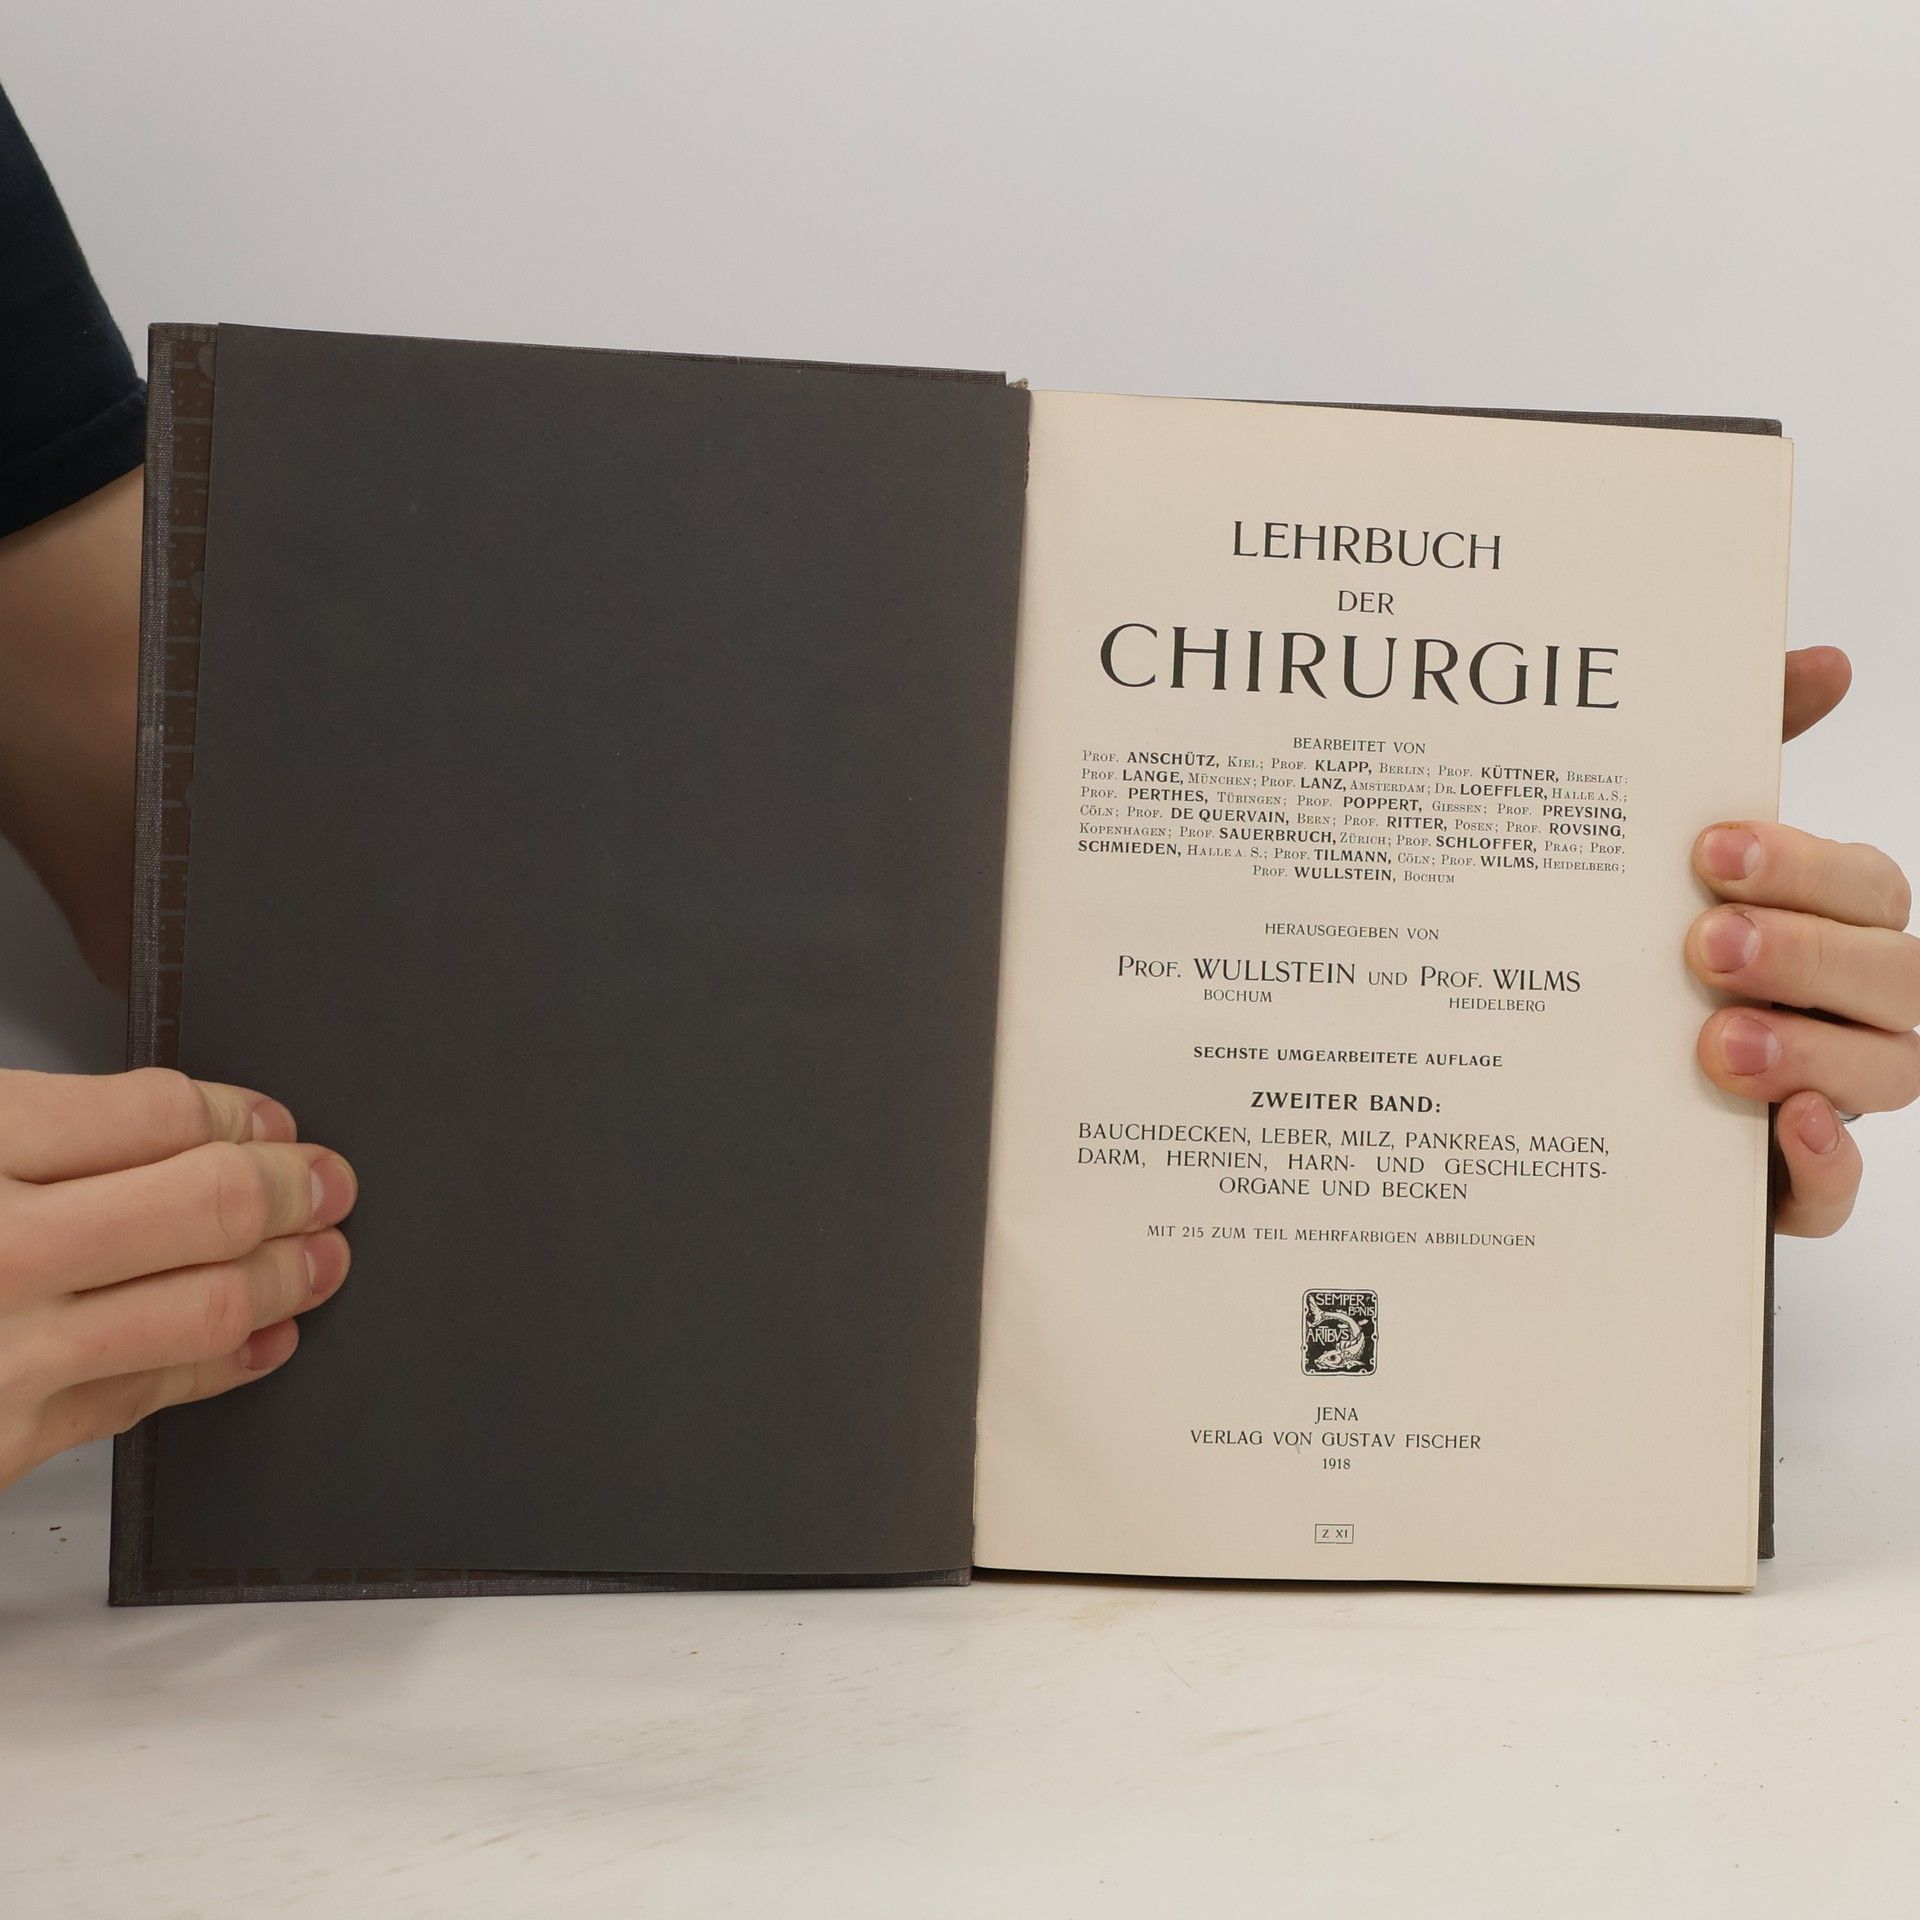 LEHRBUCH
DER
CHIRURGIE
BEARBEITET VON
PROF. ANSCHÜTZ, KIEL; PROF. KLAPP, BERLIN; PROF. KÜTTNER, BRESLAU;
PROF. LANGE, MÜNCHEN; PROF. LANZ, AMSTERDAM; DR. LOEFFLER, HALLE A. S.;
PROF. PERTHES, TÜBINGEN; PROF. POPPERT, GIESSEN; PROF. PREYSING,
CÖLN; PROF. DE QUERVAIN, BERN; PROF. RITTER, POSEN; PROF. ROVSING,
KOPENHAGEN; PROF. SAUERBRUCH, ZÜRICH; PROF. SCHLOFFER, PRAG; PROF.
SCHMIEDEN, HALLE A. S.; PROF. TILMANN, CÖLN; PROF. WILMS, HEIDELBERG;
PROF. WULLSTEIN, BOCHUM
HERAUSGEGEBEN VON
PROF. WULLSTEIN UND PROF. WILMS
BOCHUM HEIDELBERG
SECHSTE UMGEARBEITETE AUFLAGE
ZWEITER BAND:
BAUCHDECKEN, LEBER, MILZ, PANKREAS, MAGEN,
DARM, HERNIEN, HARN- UND GESCHLECHTS-
ORGANE UND BECKEN
MIT 215 ZUM TEIL MEHRFARBIGEN ABBILDUNGEN
SEMPER
BONIS
ARTIBVS
JENA
VERLAG VON GUSTAV FISCHER
1918
Z XI